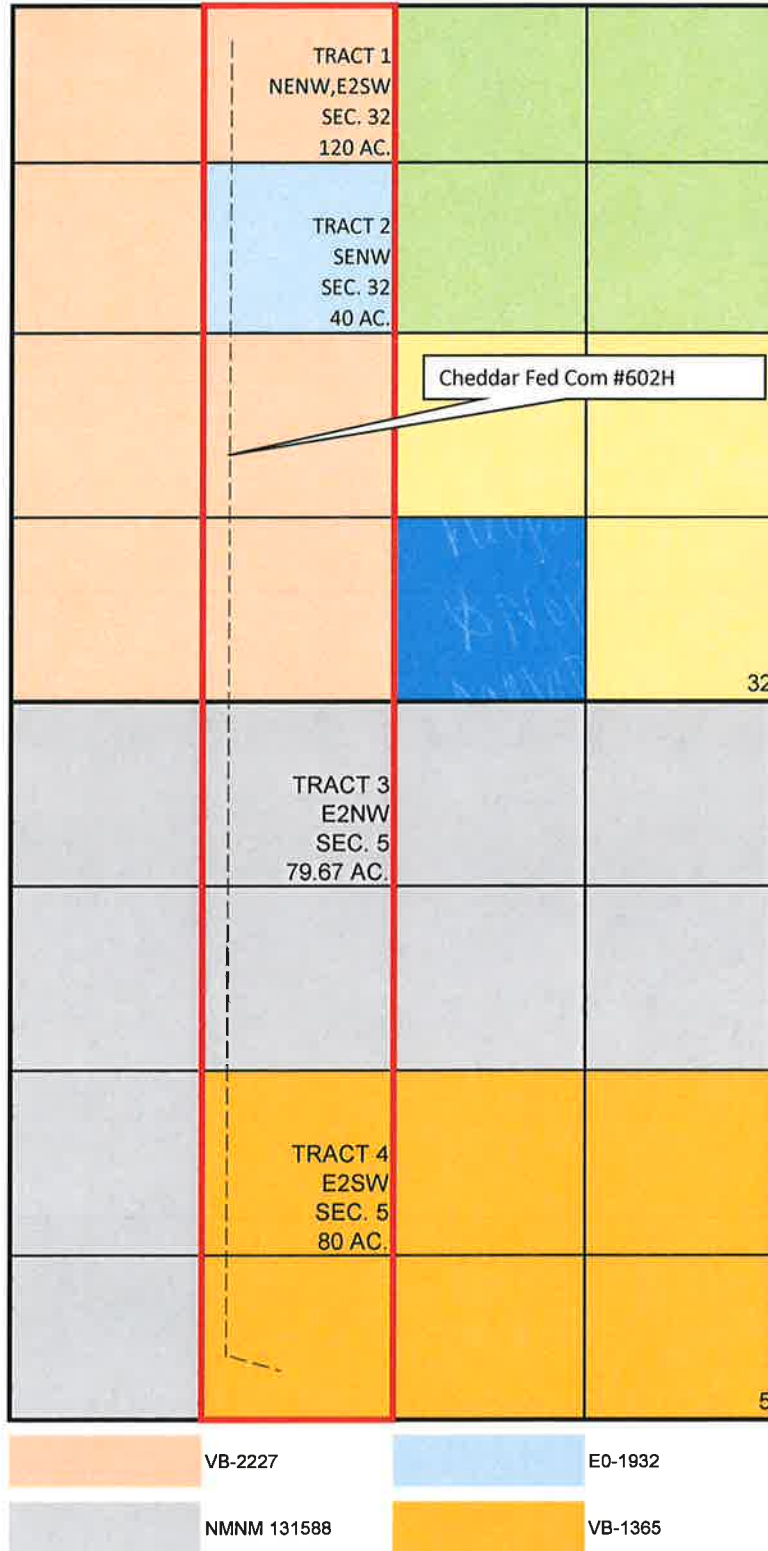 TRACT 1
NENW,E2SW
SEC. 32
120 AC.
TRACT 2
SENW
SEC. 32
40 AC.
Cheddar Fed Com #602H
32
TRACT 3
E2NW
SEC. 5
79.67 AC.
TRACT 4
E2SW
SEC. 5
80 AC.
5
VB-2227
E0-1932
NMNM 131588
VB-1365